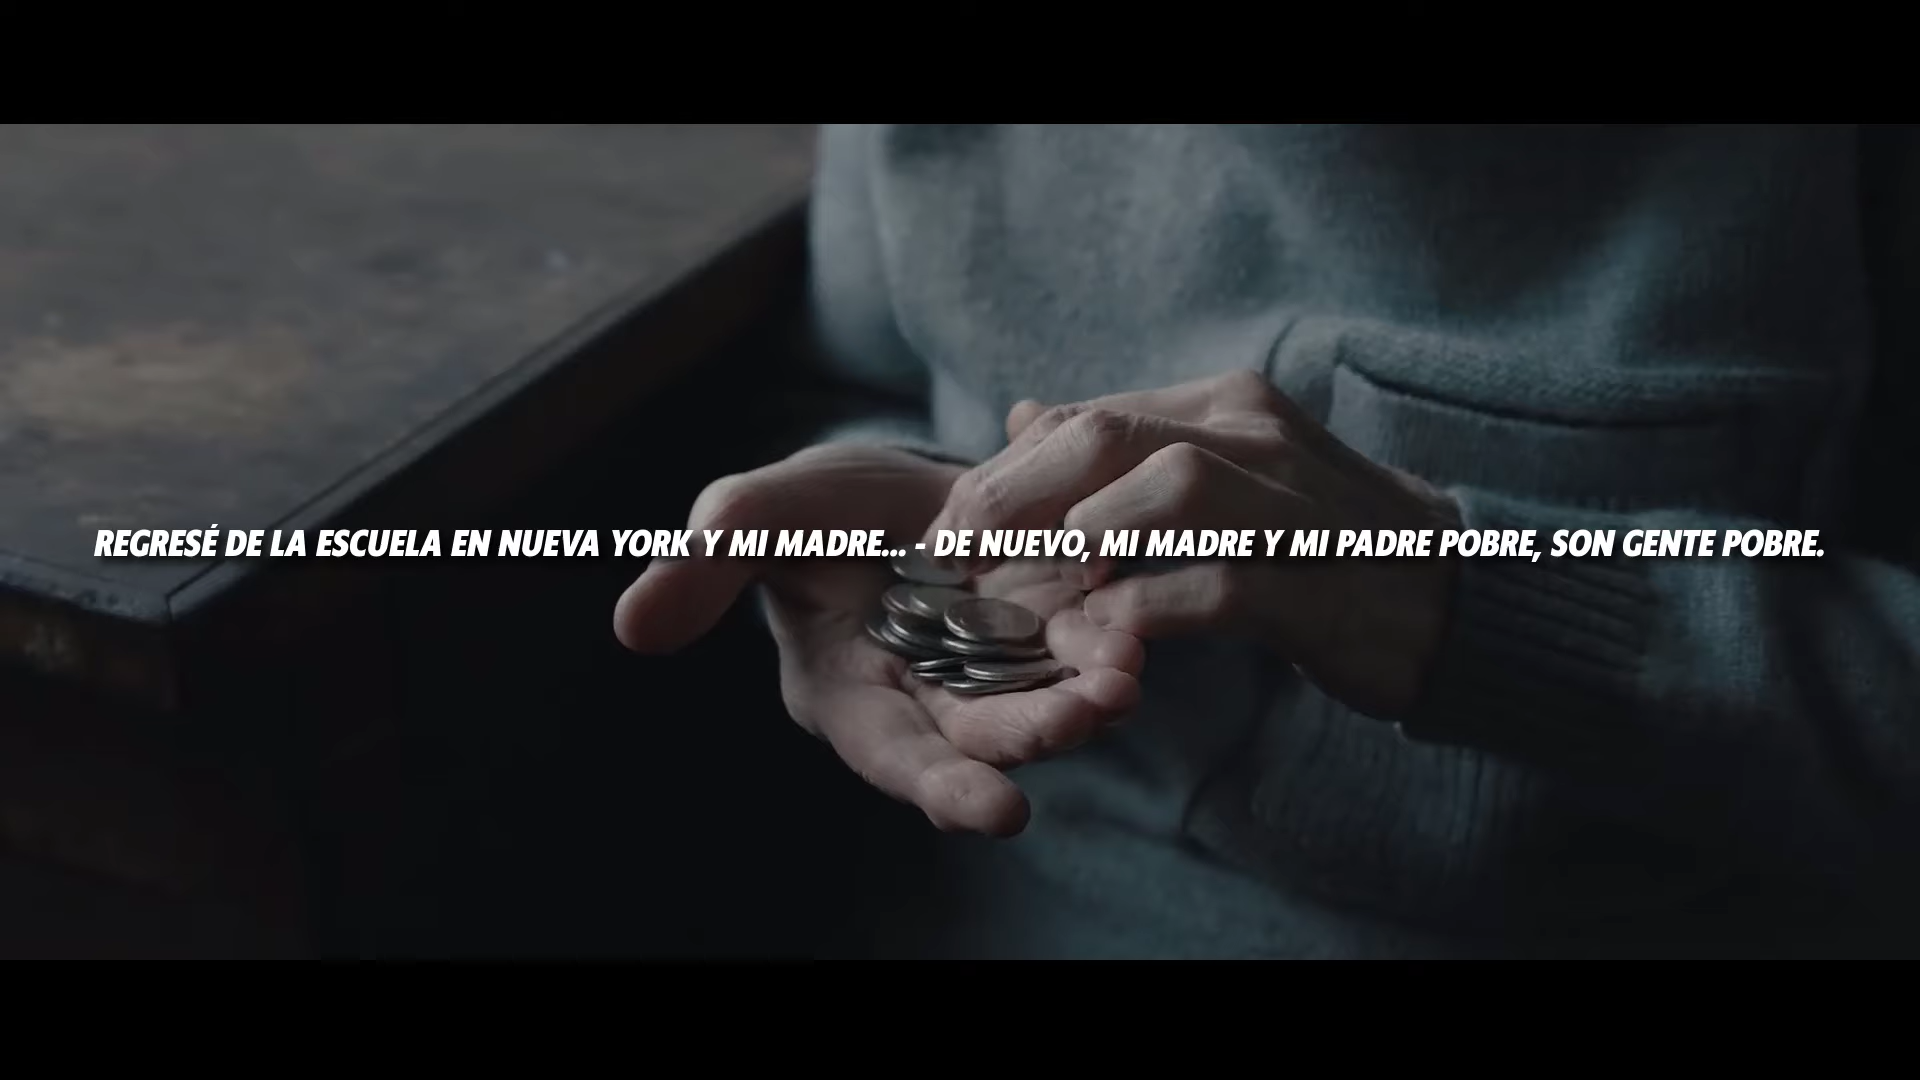 REGRESÉ DE LA ESCUELA EN NUEVA YORK Y MI MADRE... - DE NUEVO, MI MADRE Y MI PADRE POBRE, SON GENTE POBRE.